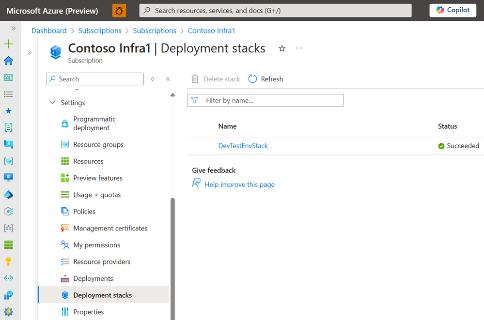 Microsoft Azure (Preview)
Search resources, services, and docs (G+/)
Copilot
Dashboard > Subscriptions > Subscriptions > Contoso Infra1
Contoso Infra1 | Deployment stacks
Subscription
Search
Settings
Programmatic
deployment
Resource groups
Resources
Preview features
Usage + quotas
Policies
Management certificates
My permissions
Resource providers
Deployments
Deployment stacks
Properties
Delete stack
Refresh
Filter by name...
Name
Status
DevTestEnvStack
Succeeded
Give feedback
Help improve this page